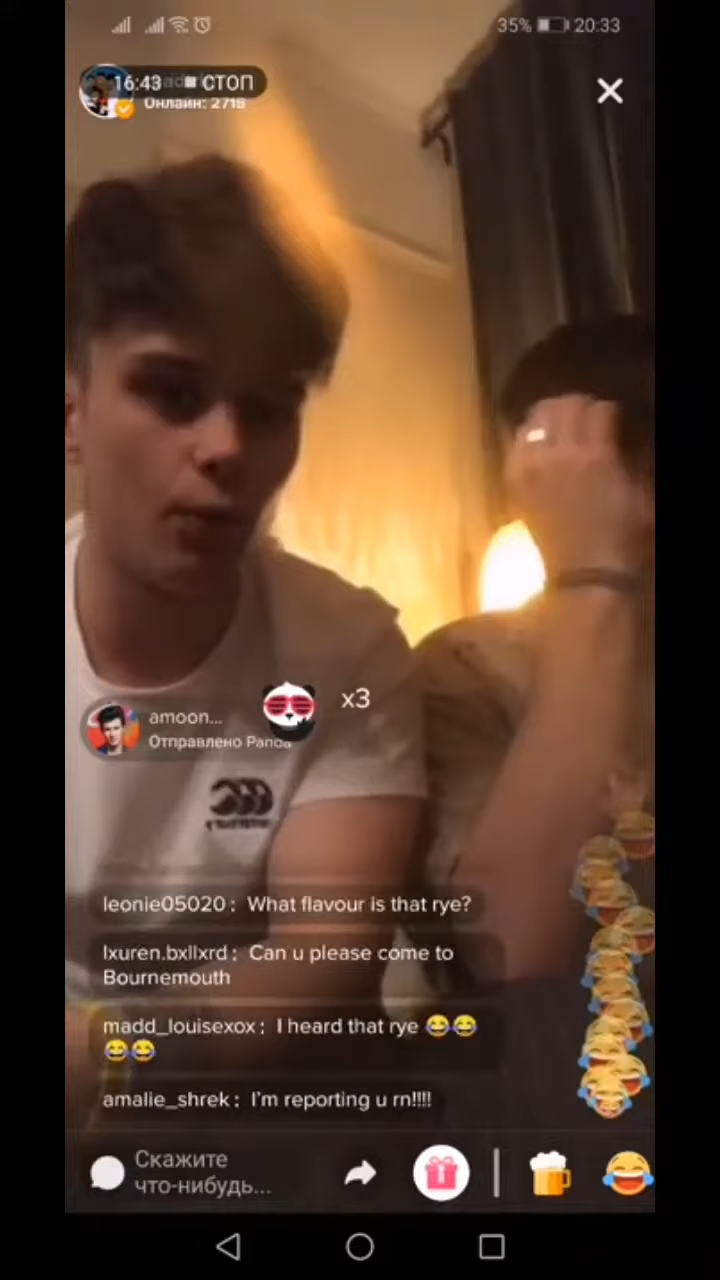 35% 20:33
16:43 СТОП
Онлайн:
amoon...
Отправлено Panda
x3
leonie05020: What flavour is that rye?
lxuren.bxllxrd: Can u please come to
Bournemouth
madd_louisexox: I heard that rye 😂😂
😂😂
amalie_shrek: I'm reporting u rn!!!!
Скажите
что-нибудь...